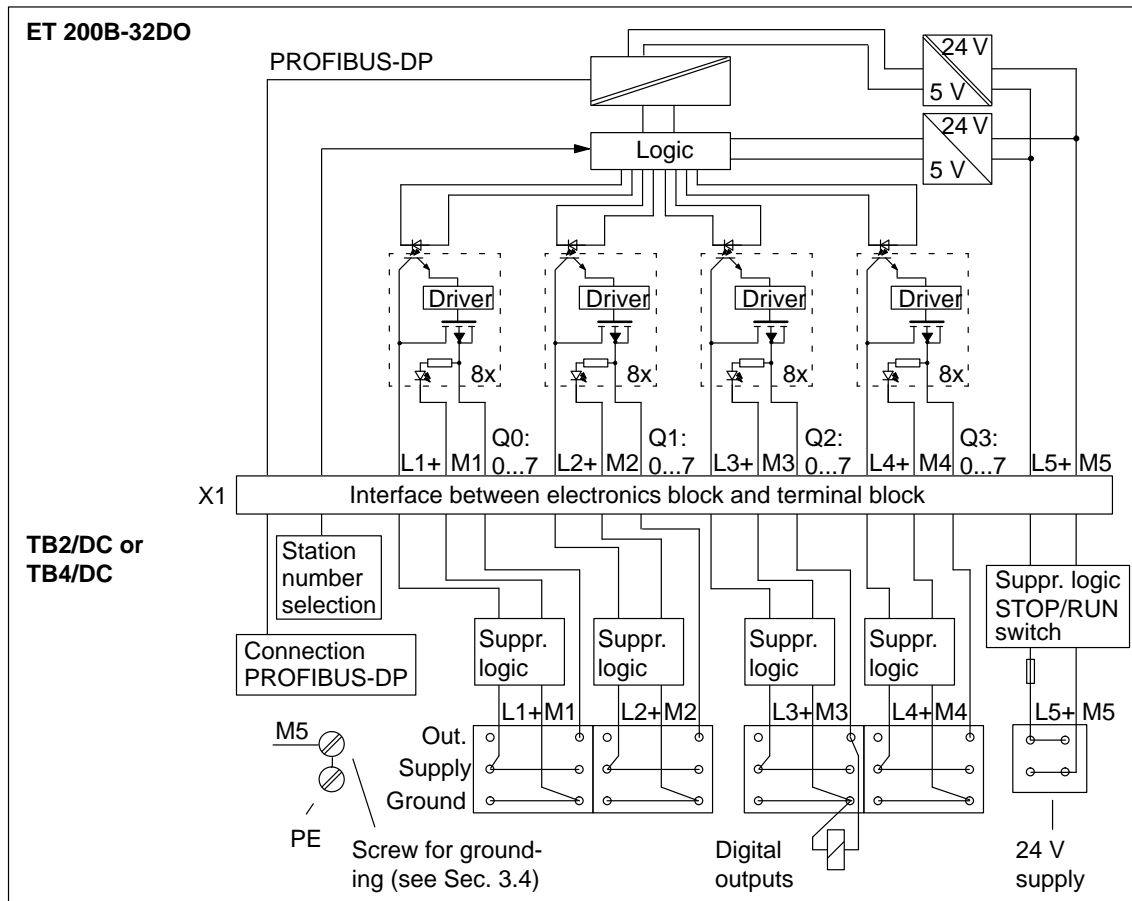 ET 200B-32DO
PROFIBUS-DP
24 V
5 V
24 V
5 V
Logic
Driver
Driver
Driver
Driver
8x
8x
8x
8x
Q0:
Q1:
Q2:
Q3:
L1+ M1 0...7 L2+ M2 0...7 L3+ M3 0...7 L4+ M4 0...7 L5+ M5
X1
Interface between electronics block and terminal block
TB2/DC or
TB4/DC
Station
number
selection
Suppr. logic
STOP/RUN
switch
Connection
PROFIBUS-DP
Suppr.
logic
Suppr.
logic
Suppr.
logic
Suppr.
logic
L1+M1
L2+M2
L3+M3
L4+M4
L5+ M5
M5
Out.
Supply
Ground
PE
Screw for ground-
ing (see Sec. 3.4)
Digital
outputs
24 V
supply